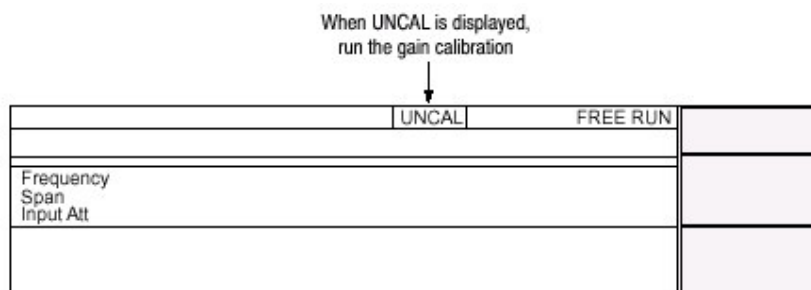 When UNCAL is displayed,
run the gain calibration
UNCAL
FREE RUN
Frequency
Span
Input Att